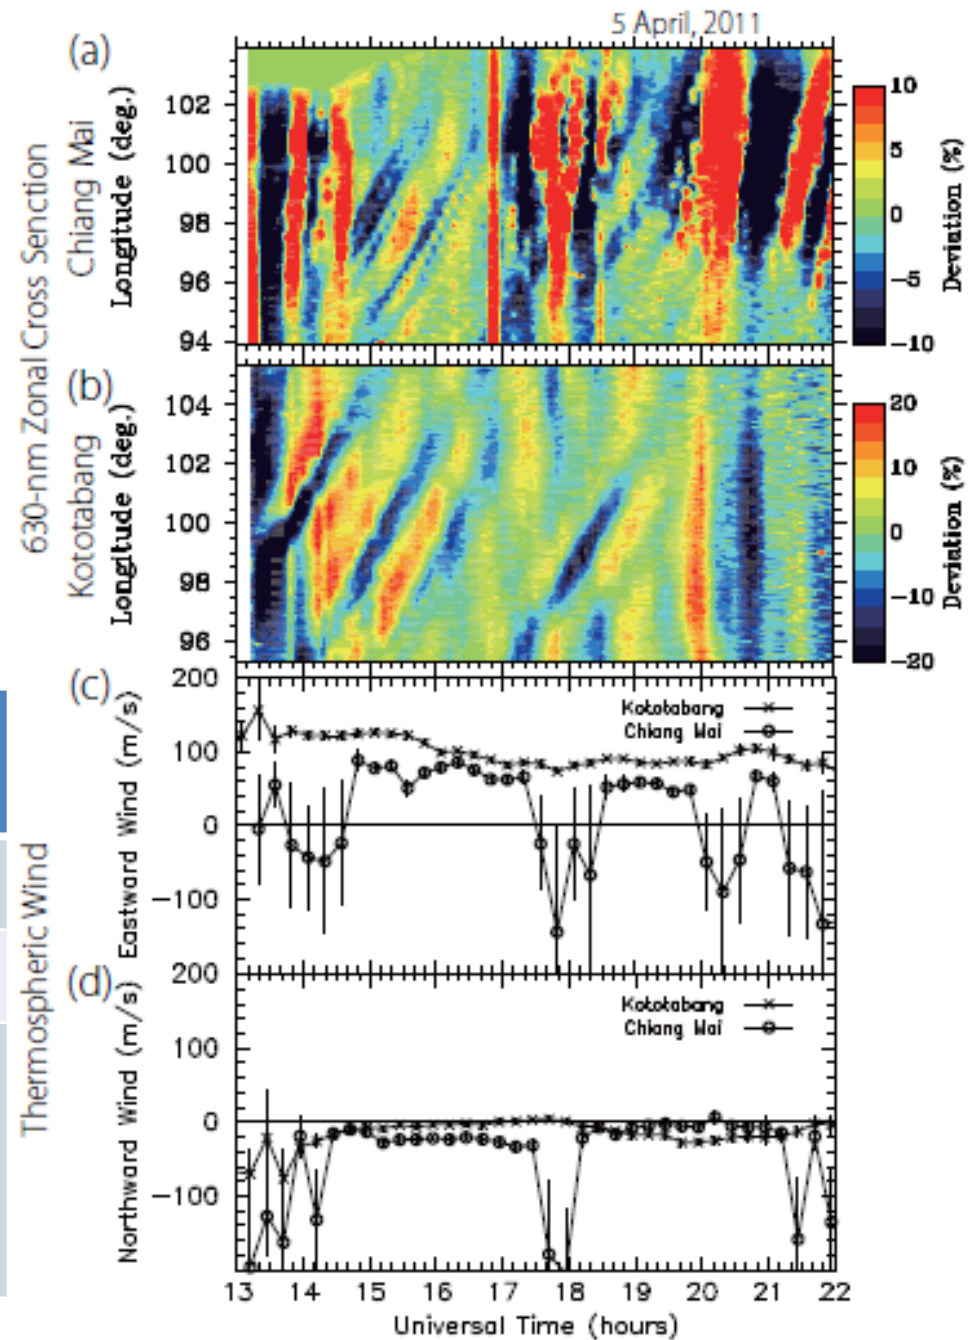 5 April, 2011
630-nm Zonal Cross Senction
(a)
Chiang Mai
Longitude (deg.)
102
100
98
96
94
10
5
0
−5
−10
Deviation (%)
(b)
Kototabang
Longitude (deg.)
104
102
100
98
96
20
10
0
−10
−20
Deviation (%)
Thermospheric Wind
(c)
Eastward Wind (m/s)
200
100
0
−100
Kototabang
Chiang Mai
(d)
Northward Wind (m/s)
200
100
0
−100
Kototabang
Chiang Mai
13 14 15 16 17 18 19 20 21 22
Universal Time (hours)